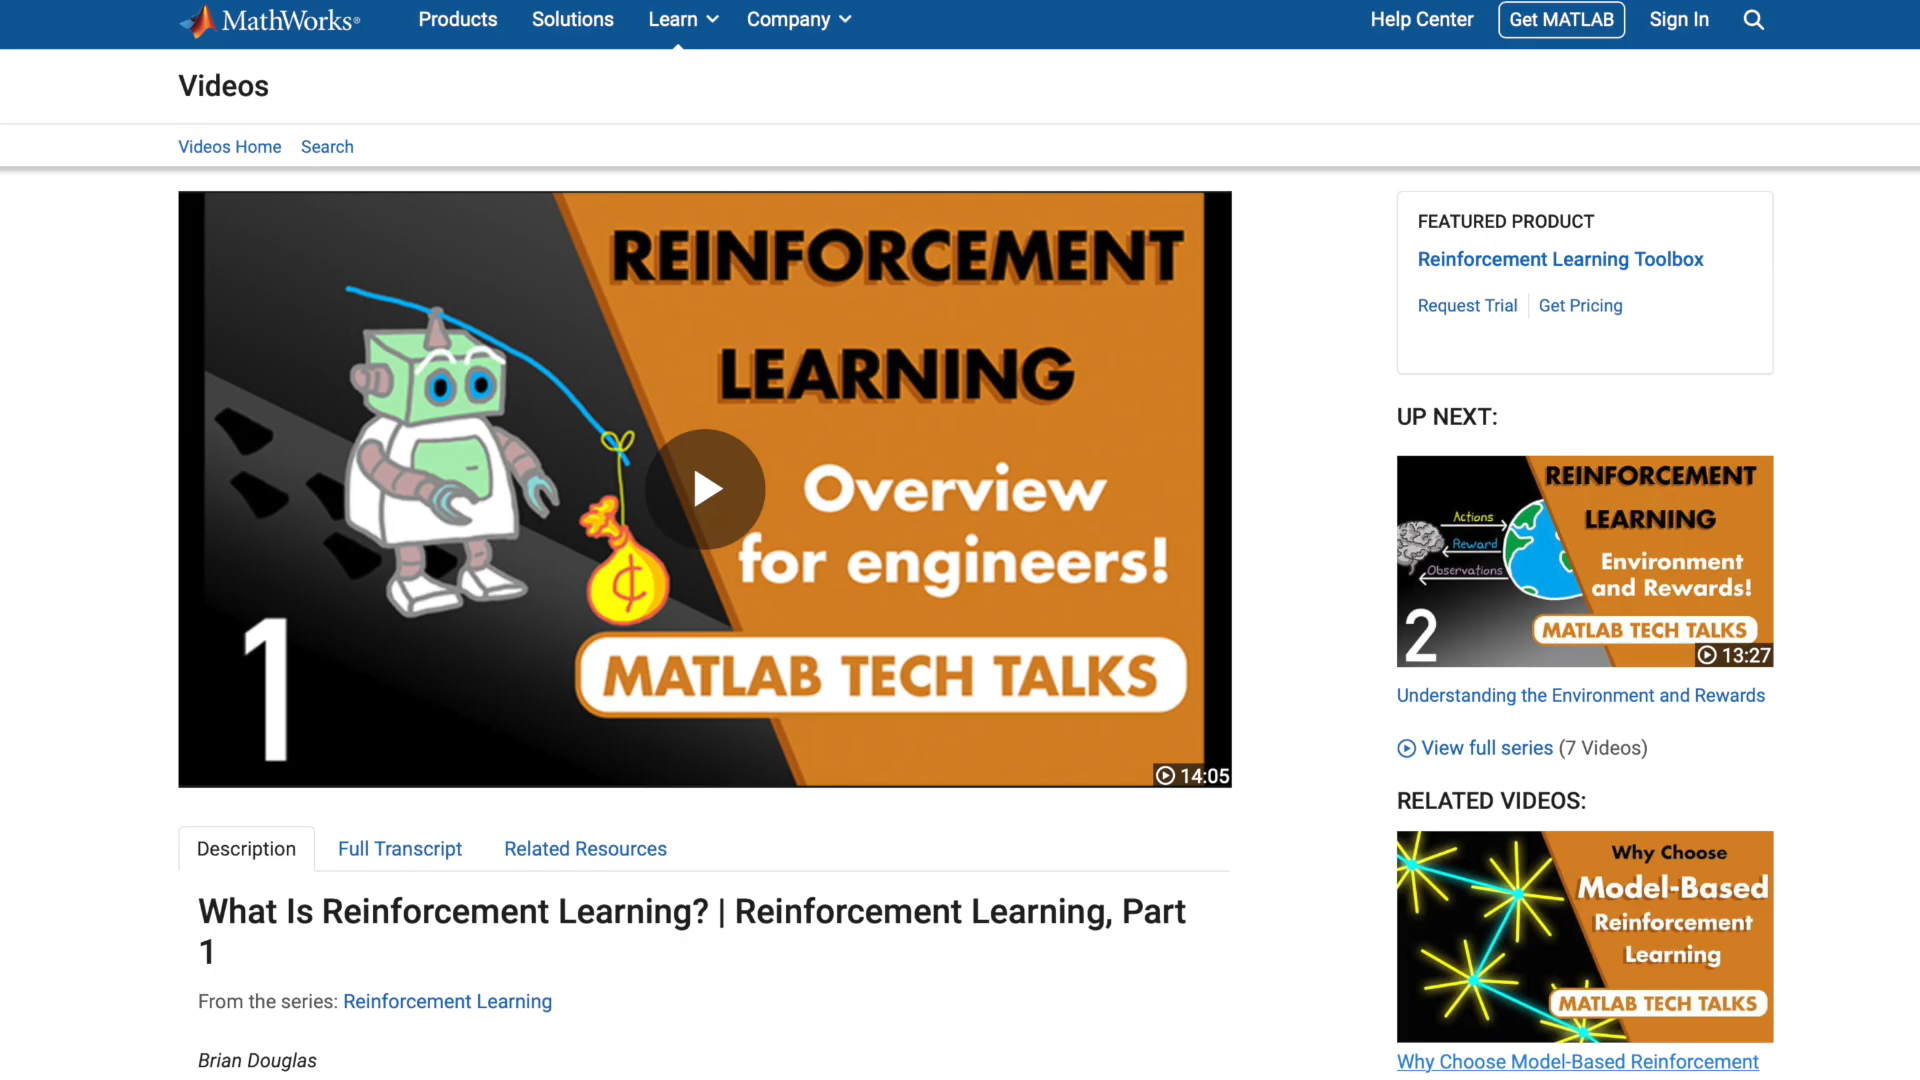 MathWorks®
Products
Solutions
Learn
Company
Help Center
Get MATLAB
Sign In
Videos
Videos Home
Search
REINFORCEMENT
LEARNING
Overview
for engineers!
MATLAB TECH TALKS
1
14:05
FEATURED PRODUCT
Reinforcement Learning Toolbox
Request Trial
Get Pricing
UP NEXT:
REINFORCEMENT
LEARNING
Actions
Reward
Observations
Environment
and Rewards!
MATLAB TECH TALKS
2
13:27
Understanding the Environment and Rewards
View full series (7 Videos)
RELATED VIDEOS:
Why Choose
Model-Based
Reinforcement
Learning
MATLAB TECH TALKS
Why Choose Model-Based Reinforcement
Description
Full Transcript
Related Resources
What Is Reinforcement Learning? | Reinforcement Learning, Part
1
From the series: Reinforcement Learning
Brian Douglas